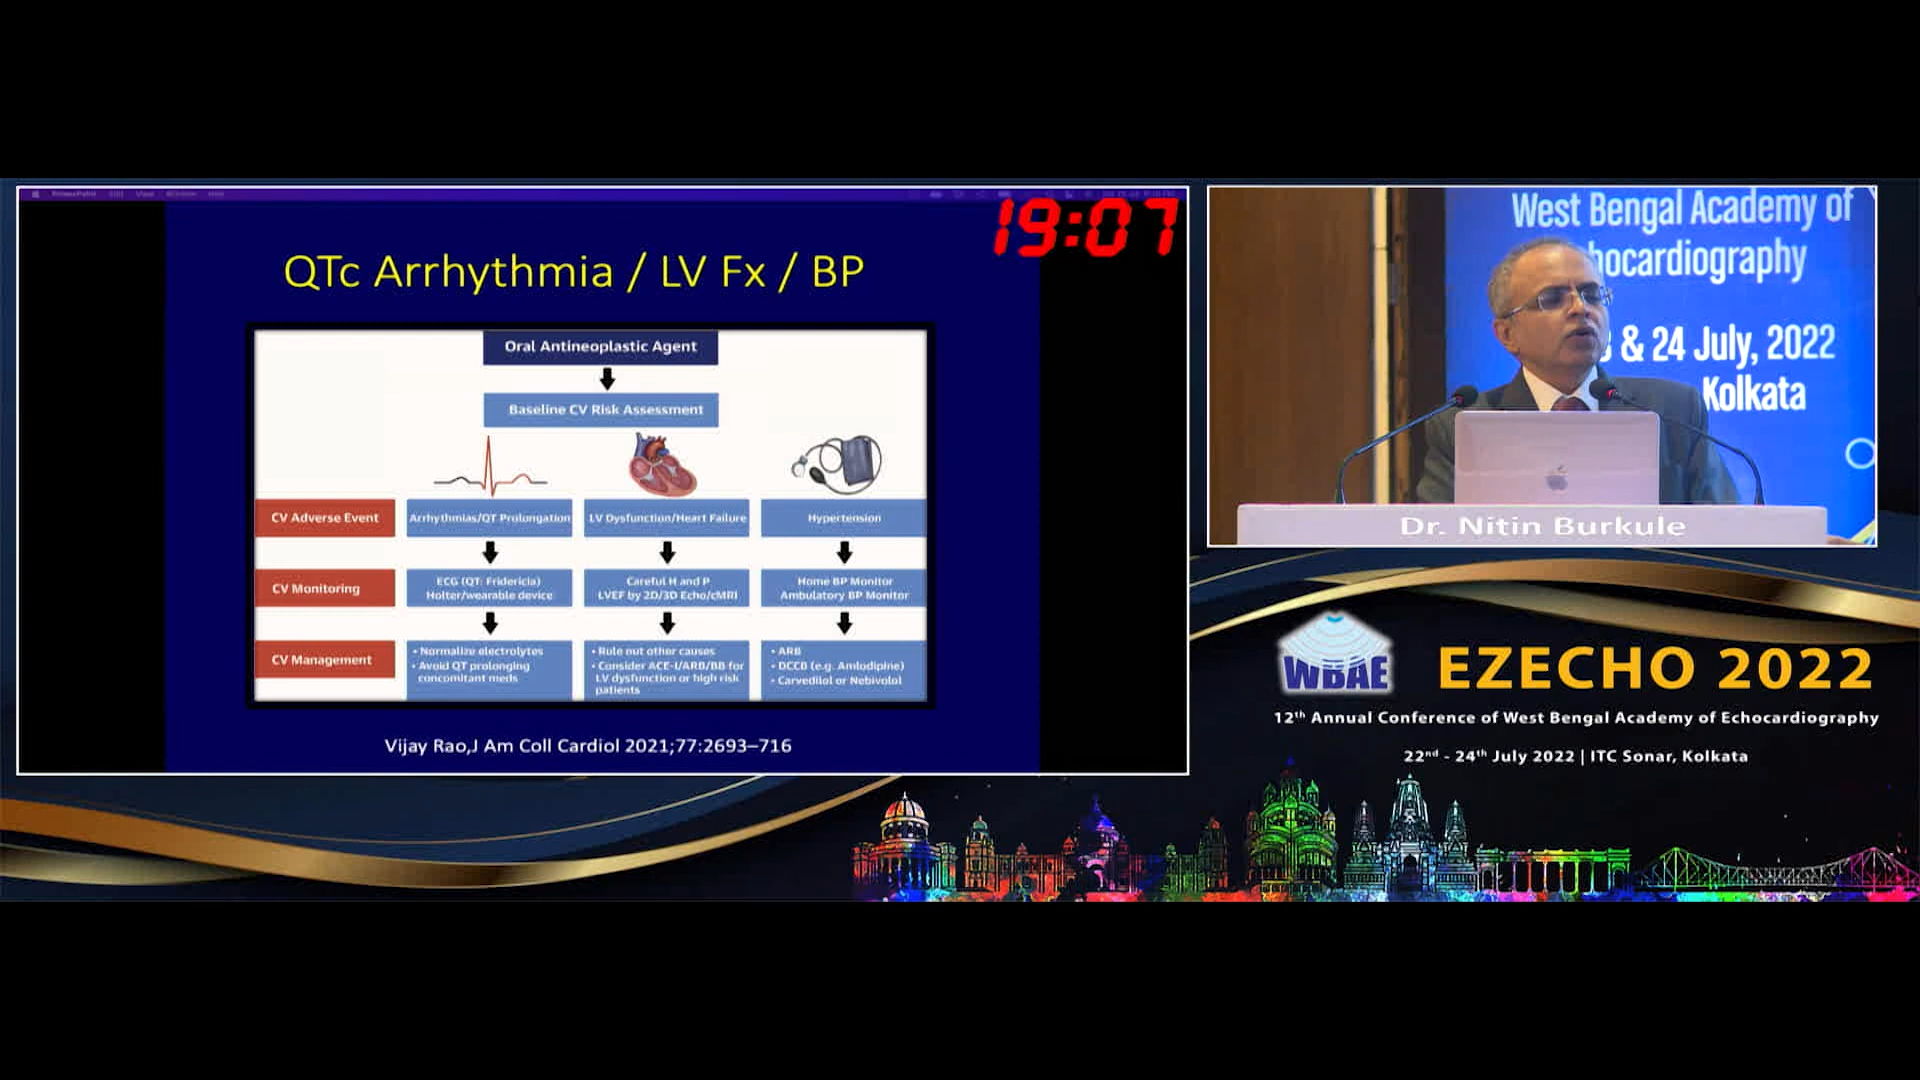 19:07
QTc Arrhythmia / LV Fx / BP
Oral Antineoplastic Agent
Baseline CV Risk Assessment
CV Adverse Event
Arrhythmias/QT Prolongation
LV Dysfunction/Heart Failure
Hypertension
CV Monitoring
ECG (QT: Fridericia)
Holter/wearable device
Careful H and P
LVEF by 2D/3D Echo/cMRI
Home BP Monitor
Ambulatory BP Monitor
CV Management
• Normalize electrolytes
• Avoid QT prolonging
concomitant meds
• Rule out other causes
• Consider ACE-I/ARB/BB for
LV dysfunction or high risk
patients
• ARB
• DCCB (e.g. Amlodipine)
• Carvedilol or Nebivolol
Vijay Rao,J Am Coll Cardiol 2021;77:2693–716
West Bengal Academy of
hocardiography
& 24 July, 2022
Kolkata
Dr. Nitin Burkule
WBAE
EZECHO 2022
12th Annual Conference of West Bengal Academy of Echocardiography
22nd - 24th July 2022 | ITC Sonar, Kolkata